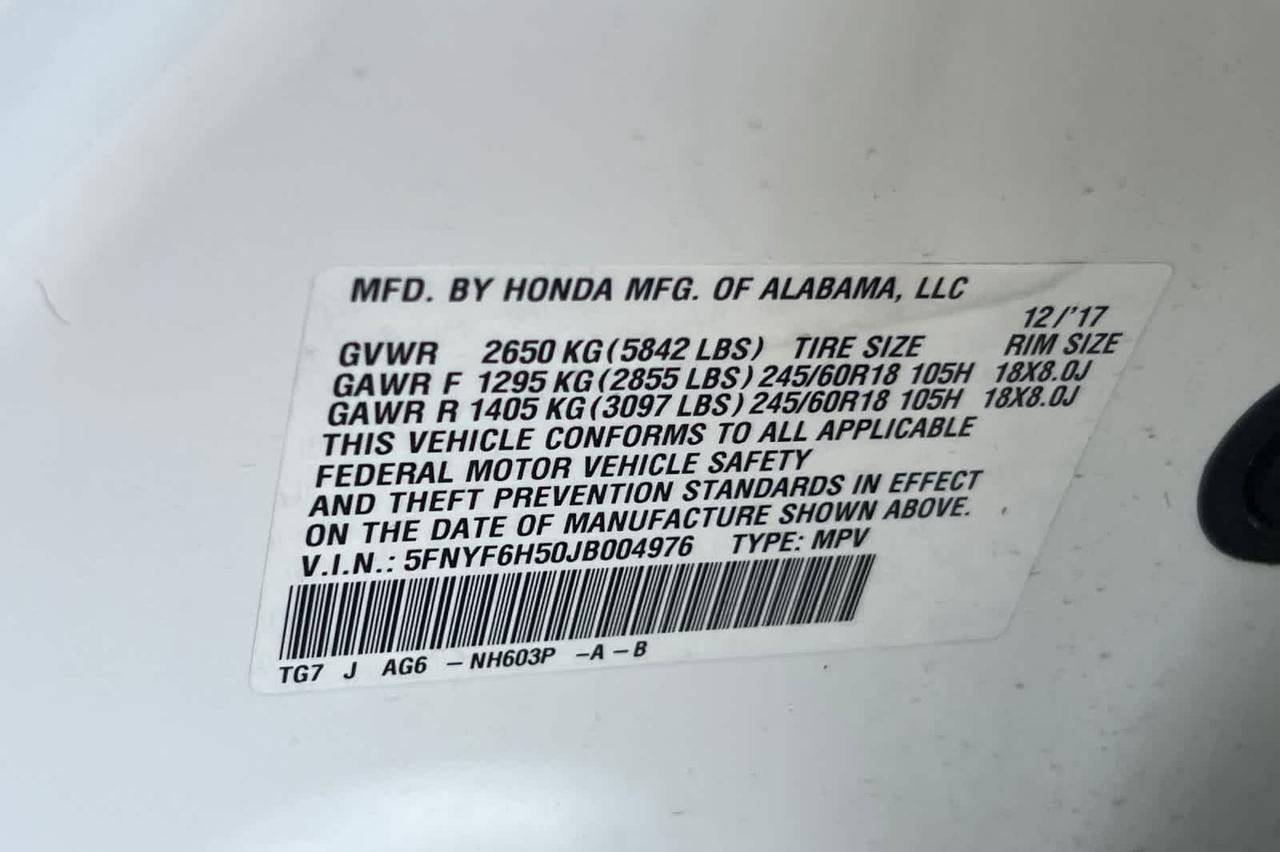 MFD. BY HONDA MFG. OF ALABAMA, LLC
12/'17
GVWR 2650 KG (5842 LBS) TIRE SIZE RIM SIZE
GAWR F 1295 KG (2855 LBS) 245/60R18 105H 18X8.0J
GAWR R 1405 KG (3097 LBS) 245/60R18 105H 18X8.0J
THIS VEHICLE CONFORMS TO ALL APPLICABLE
FEDERAL MOTOR VEHICLE SAFETY
AND THEFT PREVENTION STANDARDS IN EFFECT
ON THE DATE OF MANUFACTURE SHOWN ABOVE.
V.I.N.: 5FNYF6H50JB004976 TYPE: MPV
TG7 J AG6 – NH603P –A – B